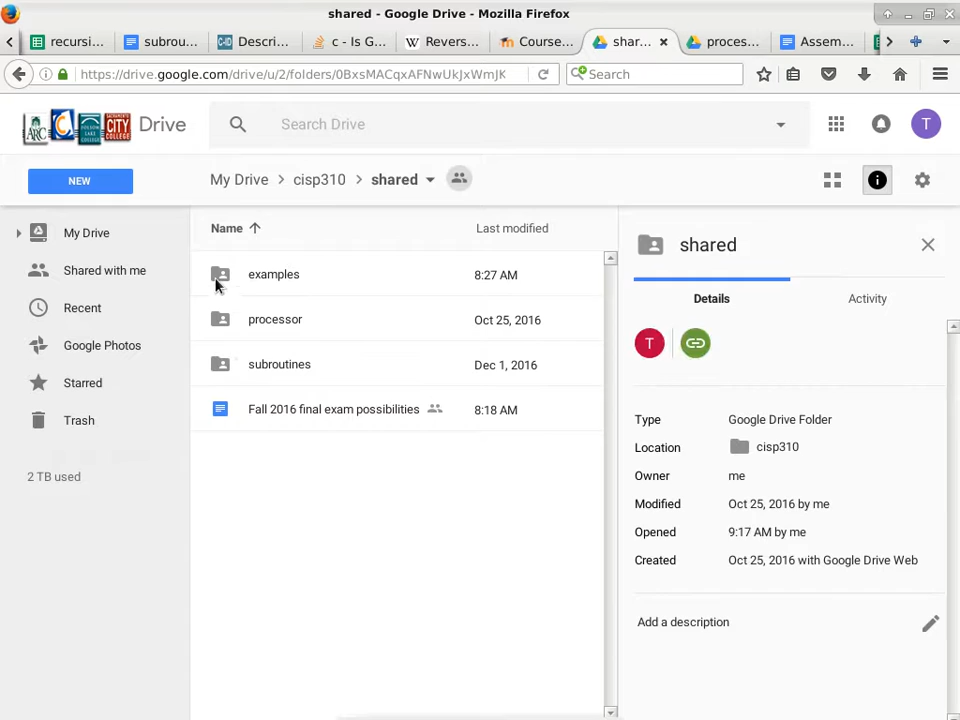 shared - Google Drive - Mozilla Firefox
recursi...
subrou...
Descri...
c - Is G...
Revers...
Course...
shar...
proces...
Assem...
https://drive.google.com/drive/u/2/folders/0BxsMACqxAFNwUkJxWmJK
Search
ARC
SACRAMENTO CITY COLLEGE
Drive
Search Drive
T
NEW
My Drive > cisp310 > shared
My Drive
Shared with me
Recent
Google Photos
Starred
Trash
2 TB used
Name
Last modified
examples
8:27 AM
processor
Oct 25, 2016
subroutines
Dec 1, 2016
Fall 2016 final exam possibilities
8:18 AM
shared
Details
Activity
T
Type
Google Drive Folder
Location
cisp310
Owner
me
Modified
Oct 25, 2016 by me
Opened
9:17 AM by me
Created
Oct 25, 2016 with Google Drive Web
Add a description